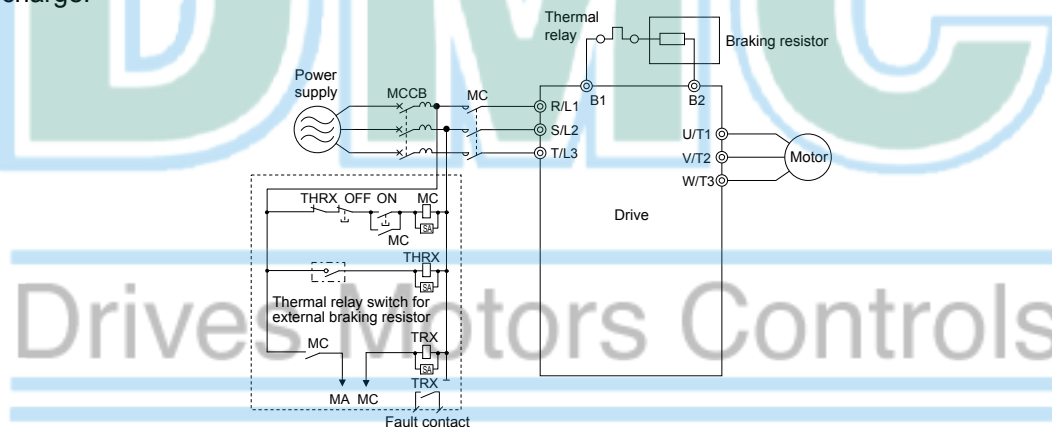 charge.
DMC
Thermal
relay
Braking resistor
Power
supply
MCCB
MC
B1
B2
R/L1
S/L2
T/L3
U/T1
V/T2
W/T3
Motor
Drive
THRX OFF ON MC
SA
MC
THRX
SA
Thermal relay switch for
external braking resistor
MC
TRX
SA
MA MC
TRX
Fault contact
Drives Motors Controls